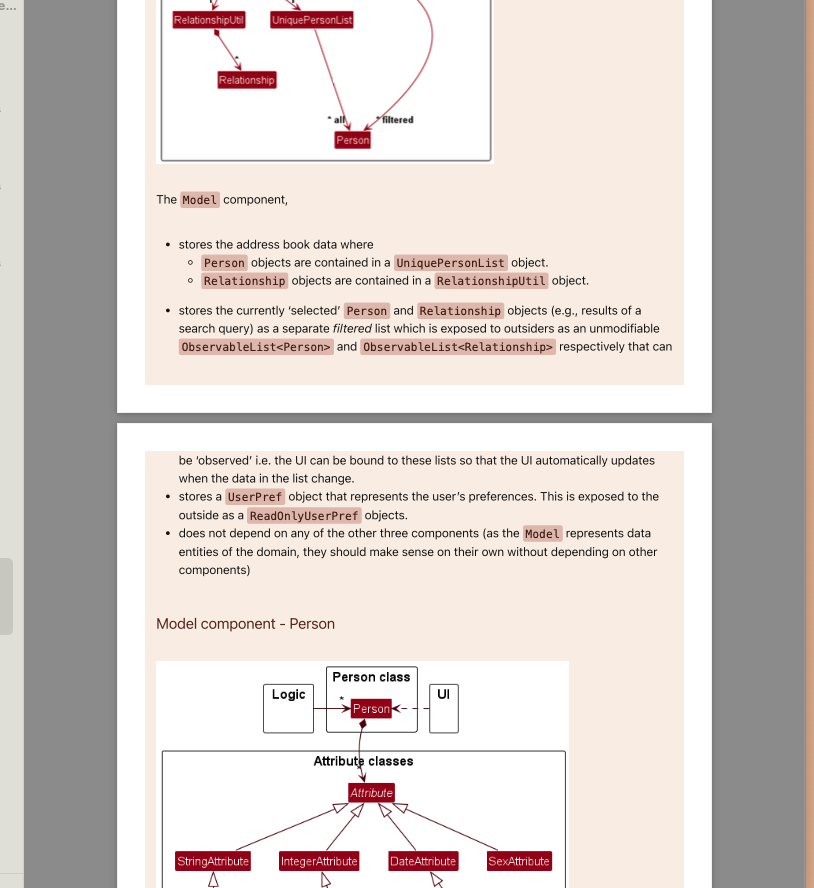 e...
RelationshipUtil UniquePersonList
*
Relationship
* all * filtered
Person
The Model component,
• stores the address book data where
○ Person objects are contained in a UniquePersonList object.
○ Relationship objects are contained in a RelationshipUtil object.
• stores the currently ‘selected’ Person and Relationship objects (e.g., results of a
search query) as a separate filtered list which is exposed to outsiders as an unmodifiable
ObservableList<Person> and ObservableList<Relationship> respectively that can
be ‘observed’ i.e. the UI can be bound to these lists so that the UI automatically updates
when the data in the list change.
• stores a UserPref object that represents the user’s preferences. This is exposed to the
outside as a ReadOnlyUserPref objects.
• does not depend on any of the other three components (as the Model represents data
entities of the domain, they should make sense on their own without depending on other
components)
Model component - Person
Person class
Logic * Person UI
Attribute classes
Attribute
StringAttribute IntegerAttribute DateAttribute SexAttribute